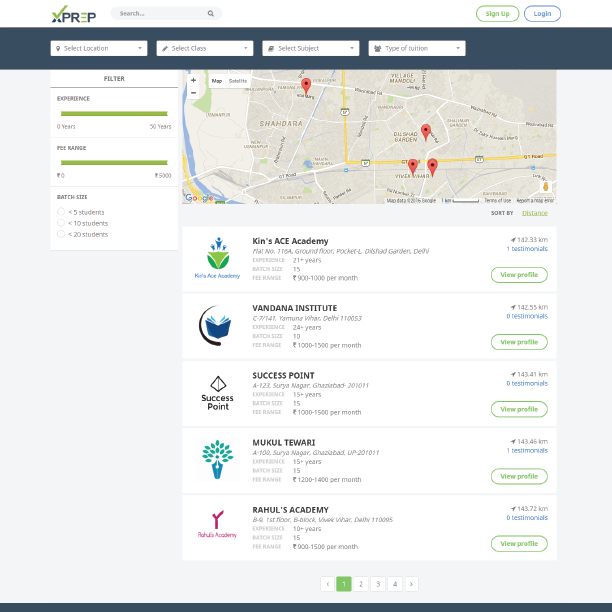 XPREP
Search...
Sign Up
Login
Select Location
Select Class
Select Subject
Type of tuition
FILTER
EXPERIENCE
0 Years
50 Years
FEE RANGE
₹ 0
₹ 5000
BATCH SIZE
< 5 students
< 10 students
< 20 students
Map
Satellite
VILLAGE
MANDOLI
SHAHDARA
DILSHAD
GARDEN
VIVEK VIHAR
GT Road
GT Road
Google
Map data ©2016 Google
1 km
Terms of Use
Report a map error
SORT BY
Distance
Kin's ACE Academy
Kin's ACE Academy
Flat No. 116A, Ground floor, Pocket-L, Dilshad Garden, Delhi
EXPERIENCE 21+ years
BATCH SIZE 15
FEE RANGE ₹ 900-1000 per month
142.33 km
1 testimonials
View profile
VANDANA INSTITUTE
C-7/141, Yamuna Vihar, Delhi 110053
EXPERIENCE 24+ years
BATCH SIZE 10
FEE RANGE ₹ 1000-1500 per month
142.55 km
0 testimonials
View profile
Success
Point
SUCCESS POINT
A-123, Surya Nagar, Ghaziabad- 201011
EXPERIENCE 15+ years
BATCH SIZE 15
FEE RANGE ₹ 1000-1500 per month
143.41 km
0 testimonials
View profile
MUKUL TEWARI
A-100, Surya Nagar, Ghaziabad, UP-201011
EXPERIENCE 15+ years
BATCH SIZE 15
FEE RANGE ₹ 1200-1400 per month
143.46 km
1 testimonials
View profile
Rahul's Academy
RAHUL'S ACADEMY
B-9, 1st floor, B-block, Vivek Vihar, Delhi 110095
EXPERIENCE 10+ years
BATCH SIZE 15
FEE RANGE ₹ 900-1500 per month
143.72 km
0 testimonials
View profile
‹ 1 2 3 4 ›